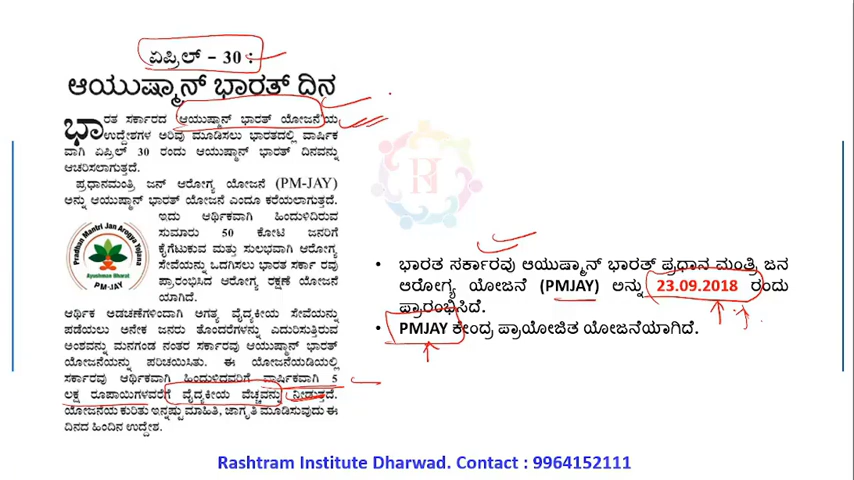 ಏಪ್ರಿಲ್ – 30 :
ಆಯುಷ್ಮಾನ್ ಭಾರತ್ ದಿನ
ಭಾರತ ಸರ್ಕಾರದ ಆಯುಷ್ಮಾನ್ ಭಾರತ್ ಯೋಜನೆಯ
ಉದ್ದೇಶಗಳ ಅರಿವು ಮೂಡಿಸಲು ಭಾರತದಲ್ಲಿ ವಾರ್ಷಿಕ
ವಾಗಿ ಏಪ್ರಿಲ್ 30 ರಂದು ಆಯುಷ್ಮಾನ್ ಭಾರತ್ ದಿನವನ್ನು
ಆಚರಿಸಲಾಗುತ್ತದೆ.
ಪ್ರಧಾನಮಂತ್ರಿ ಜನ್ ಆರೋಗ್ಯ ಯೋಜನೆ (PM-JAY)
ಅನ್ನು ಆಯುಷ್ಮಾನ್ ಭಾರತ್ ಯೋಜನೆ ಎಂದೂ ಕರೆಯಲಾಗುತ್ತದೆ.
ಇದು ಆರ್ಥಿಕವಾಗಿ ಹಿಂದುಳಿದಿರುವ
ಸುಮಾರು 50 ಕೋಟಿ ಜನರಿಗೆ
ಕೈಗೆಟುಕುವ ಮತ್ತು ಸುಲಭವಾಗಿ ಆರೋಗ್ಯ
ಸೇವೆಯನ್ನು ಒದಗಿಸಲು ಭಾರತ ಸರ್ಕಾ ರವು
ಪ್ರಾರಂಭಿಸಿದ ಆರೋಗ್ಯ ರಕ್ಷಣೆ ಯೋಜನೆ
ಯಾಗಿದೆ.
Pradhan Mantri Jan Arogya Yojana
Ayushman Bharat
PM-JAY
ಆರ್ಥಿಕ ಅಡಚಣೆಗಳಿಂದಾಗಿ ಅಗತ್ಯ ವೈದ್ಯಕೀಯ ಸೇವೆಯನ್ನು
ಪಡೆಯಲು ಅನೇಕ ಜನರು ತೊಂದರೆಗಳನ್ನು ಎದುರಿಸುತ್ತಿರುವ
ಅಂಶವನ್ನು ಮನಗಂಡ ನಂತರ ಸರ್ಕಾರವು ಆಯುಷ್ಮಾನ್ ಭಾರತ್
ಯೋಜನೆಯನ್ನು ಪರಿಚಯಿಸಿತು. ಈ ಯೋಜನೆಯಡಿಯಲ್ಲಿ
ಸರ್ಕಾರವು ಆರ್ಥಿಕವಾಗಿ ಹಿಂದುಳಿದವರಿಗೆ ವಾರ್ಷಿಕವಾಗಿ 5
ಲಕ್ಷ ರೂಪಾಯಿಗಳವರೆಗೆ ವೈದ್ಯಕೀಯ ವೆಚ್ಚವನ್ನು ನೀಡುತ್ತದೆ.
ಯೋಜನೆಯ ಕುರಿತು ಇನ್ನಷ್ಟು ಮಾಹಿತಿ, ಜಾಗೃತಿ ಮೂಡಿಸುವುದು ಈ
ದಿನದ ಹಿಂದಿನ ಉದ್ದೇಶ.
• ಭಾರತ ಸರ್ಕಾರವು ಆಯುಷ್ಮಾನ್ ಭಾರತ್ ಪ್ರಧಾನ ಮಂತ್ರಿ ಜನ
ಆರೋಗ್ಯ ಯೋಜನೆ (PMJAY) ಅನ್ನು 23.09.2018 ರಂದು
ಪ್ರಾರಂಭಿಸಿದೆ.
• PMJAY ಕೇಂದ್ರ ಪ್ರಾಯೋಜಿತ ಯೋಜನೆಯಾಗಿದೆ.
Rashtram Institute Dharwad. Contact : 9964152111